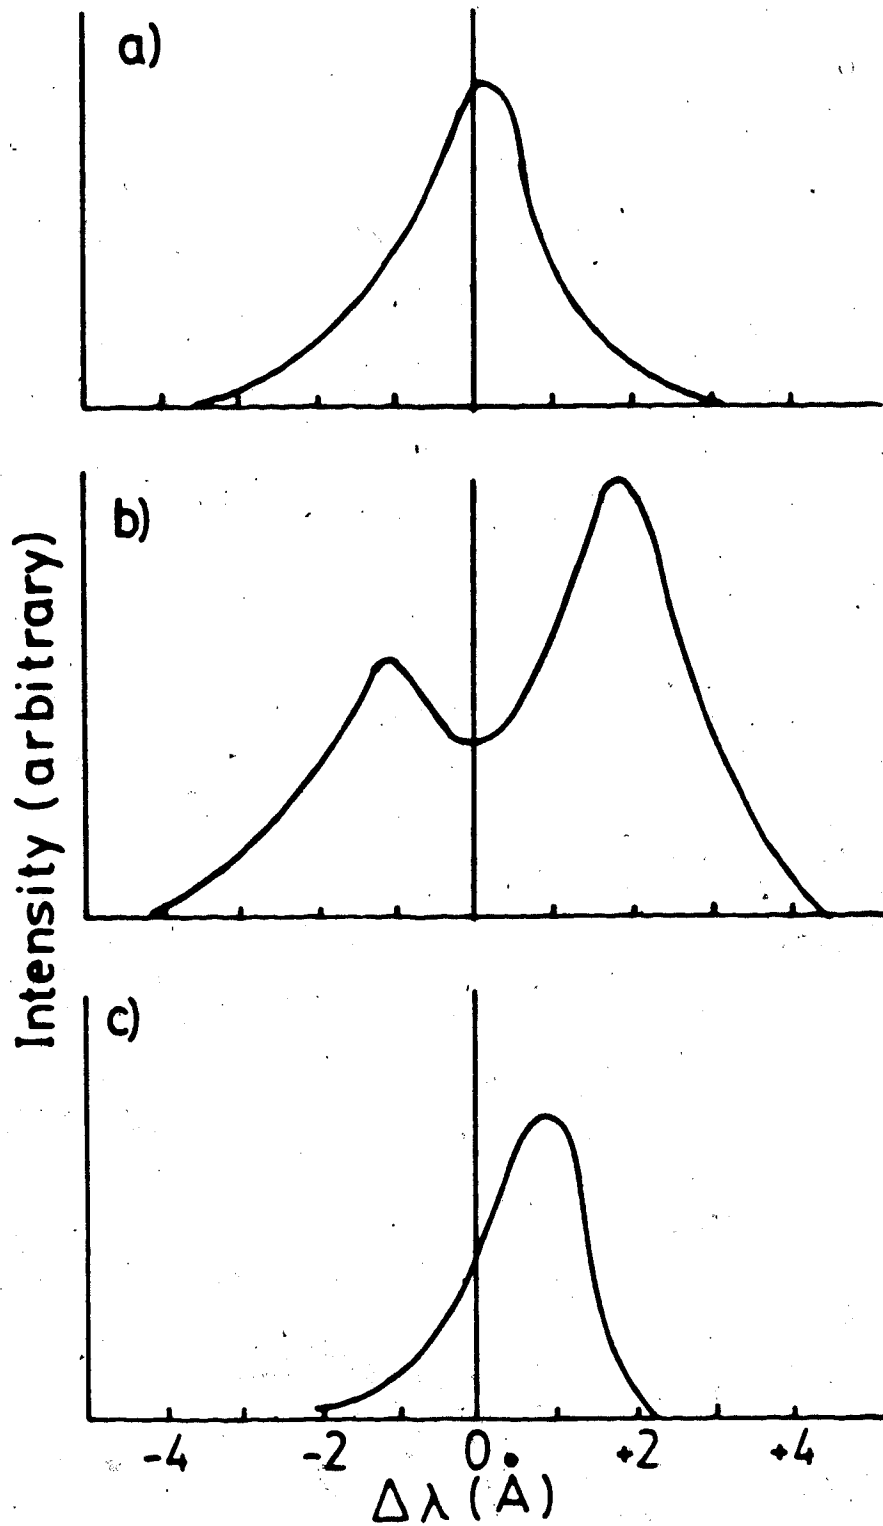 a)
b)
c)
Intensity (arbitrary)
-4 -2 0 +2 +4
Δλ (Å)